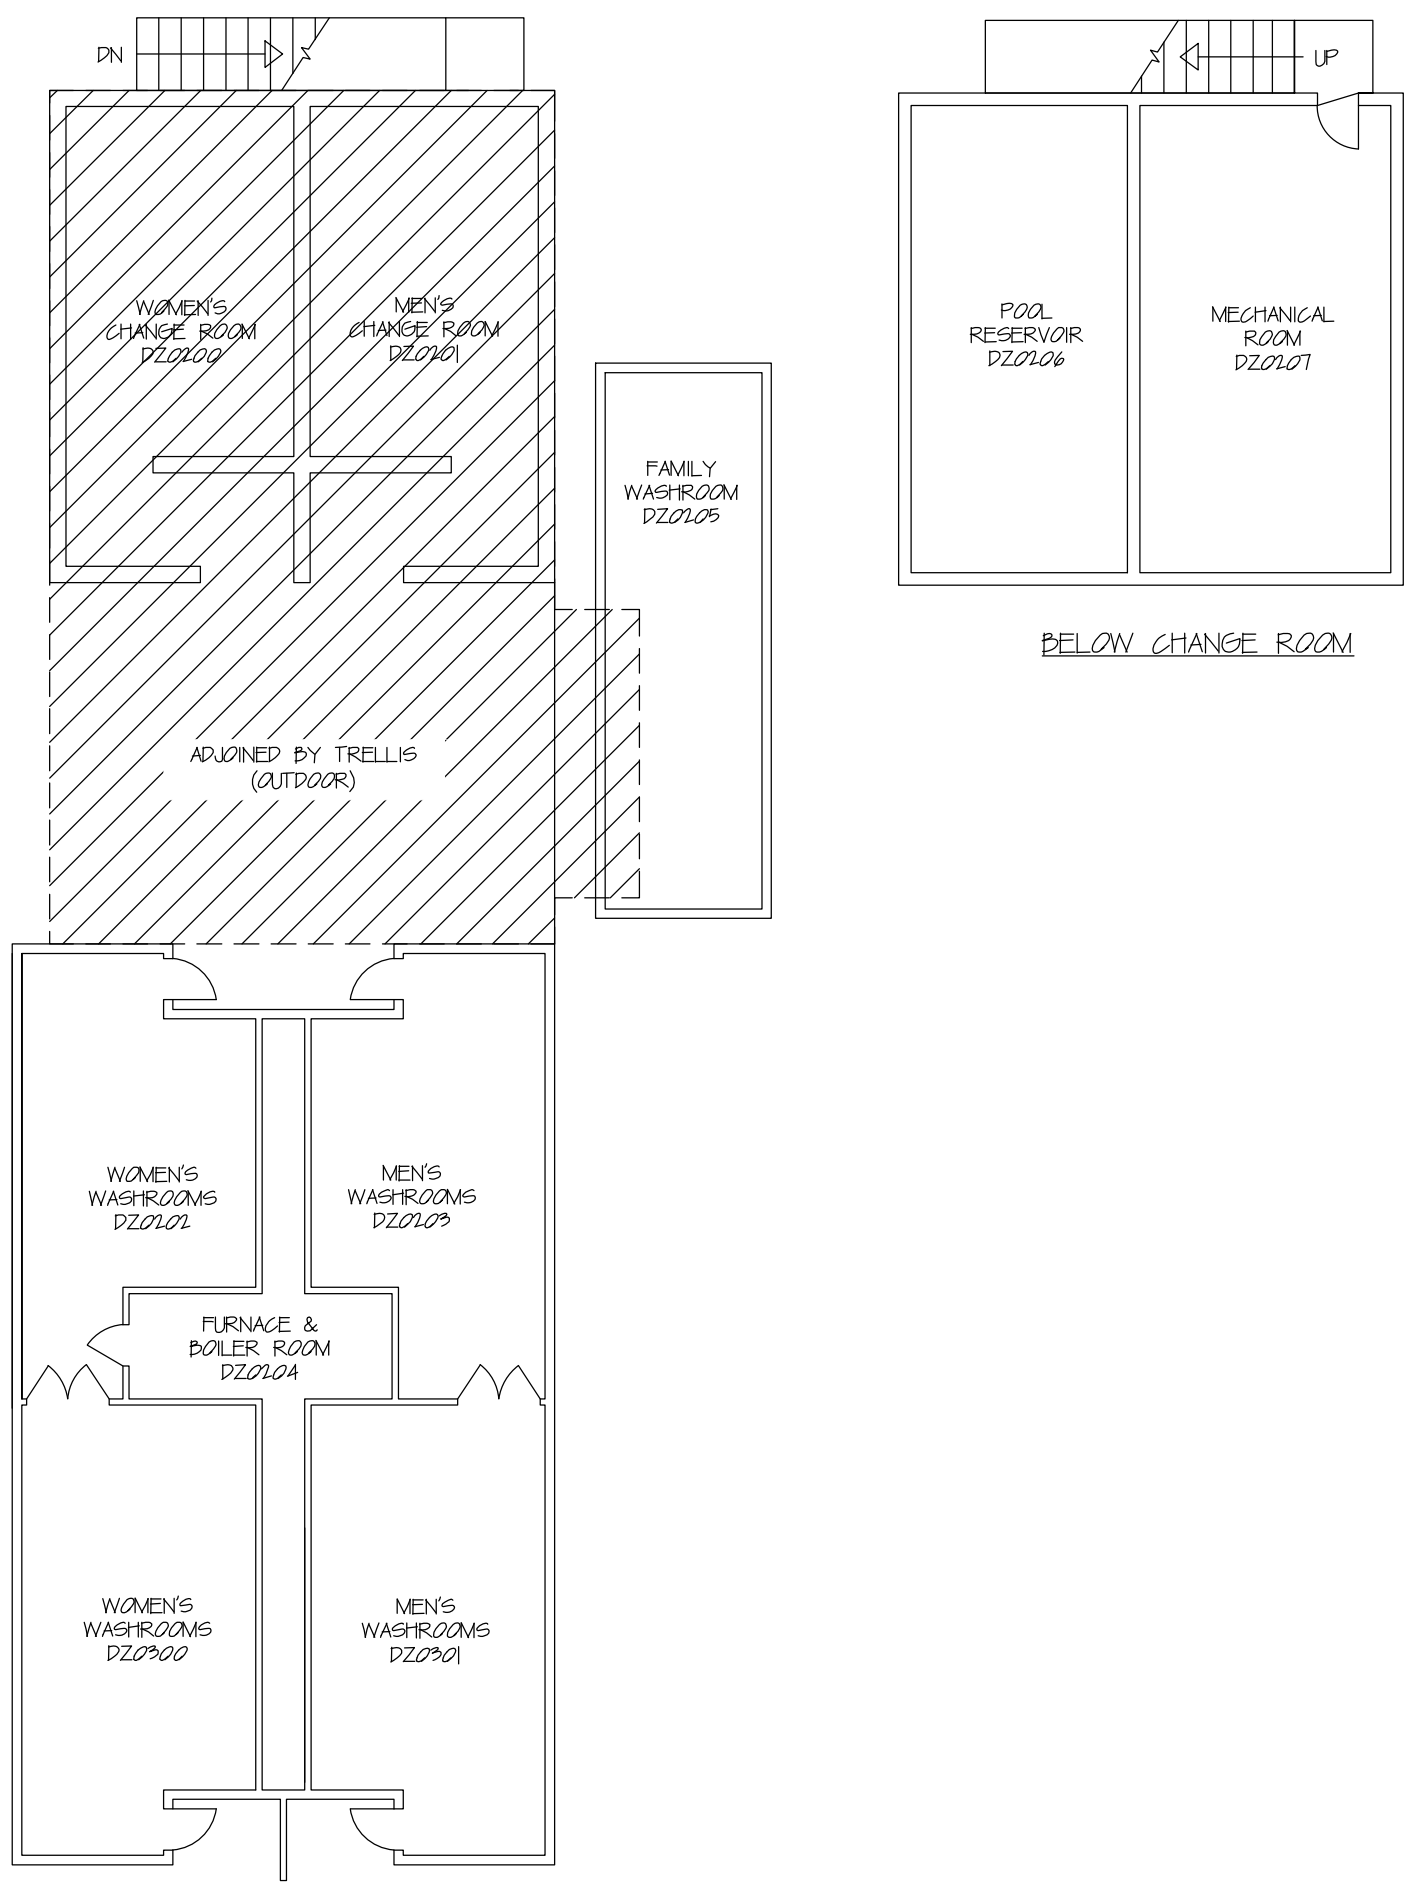 DN
UP
WOMEN'S
CHANGE ROOM
DZ0200
MEN'S
CHANGE ROOM
DZ0201
POOL
RESERVOIR
DZ0206
MECHANICAL
ROOM
DZ0207
FAMILY
WASHROOM
DZ0205
BELOW CHANGE ROOM
ADJOINED BY TRELLIS
(OUTDOOR)
WOMEN'S
WASHROOMS
DZ0202
MEN'S
WASHROOMS
DZ0203
FURNACE &
BOILER ROOM
DZ0204
WOMEN'S
WASHROOMS
DZ0300
MEN'S
WASHROOMS
DZ0301